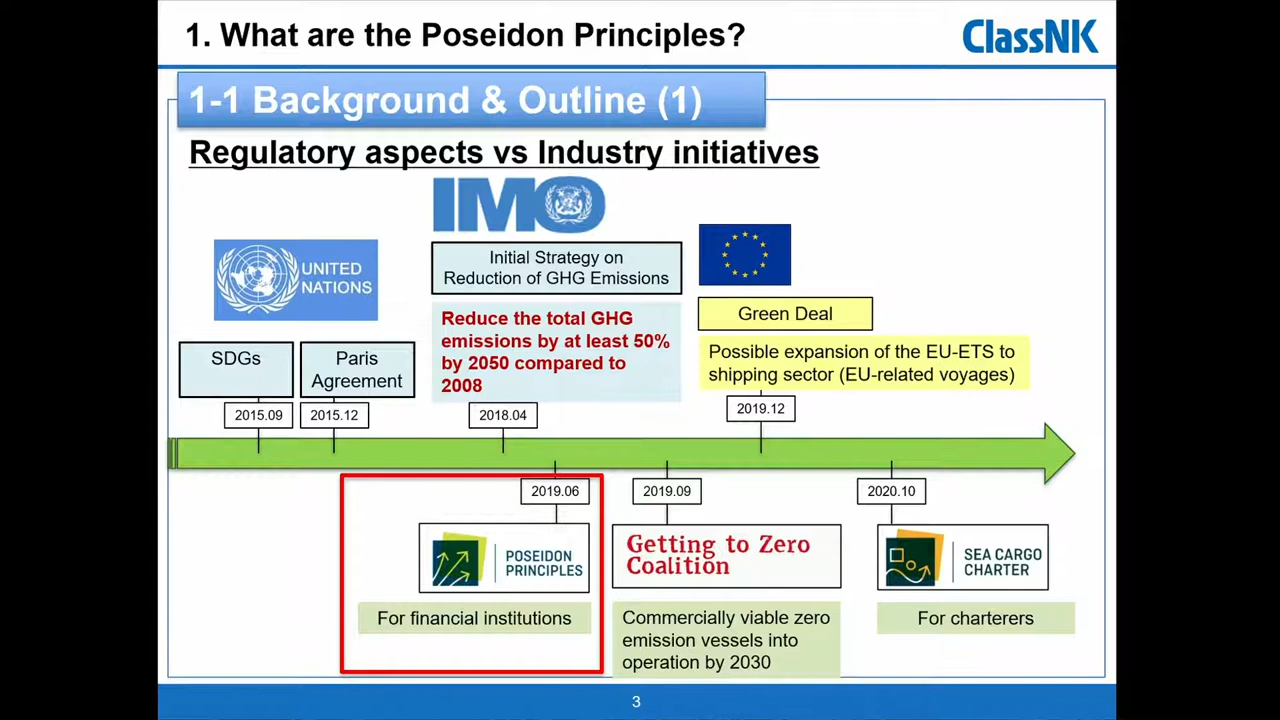 1. What are the Poseidon Principles?
ClassNK
1-1 Background & Outline (1)
Regulatory aspects vs Industry initiatives
IMO
UNITED
NATIONS
Initial Strategy on
Reduction of GHG Emissions
Green Deal
Reduce the total GHG
emissions by at least 50%
by 2050 compared to
2008
SDGs
Paris
Agreement
Possible expansion of the EU-ETS to
shipping sector (EU-related voyages)
2015.09
2015.12
2018.04
2019.12
2019.06
2019.09
2020.10
POSEIDON
PRINCIPLES
Getting to Zero
Coalition
SEA CARGO
CHARTER
For financial institutions
Commercially viable zero
emission vessels into
operation by 2030
For charterers
3